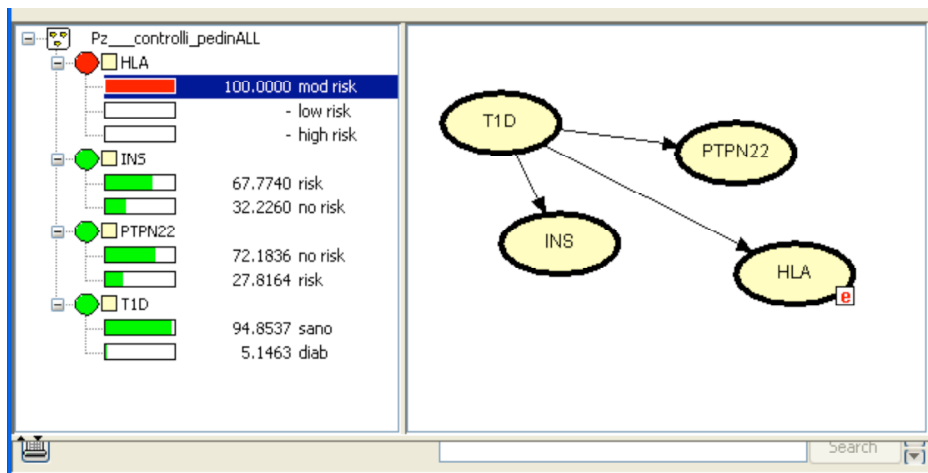 Pz___controlli_pedinALL
HLA
100.0000 mod risk
- low risk
- high risk
INS
67.7740 risk
32.2260 no risk
PTPN22
72.1836 no risk
27.8164 risk
T1D
94.8537 sano
5.1463 diab
T1D
PTPN22
INS
HLA
e
Search